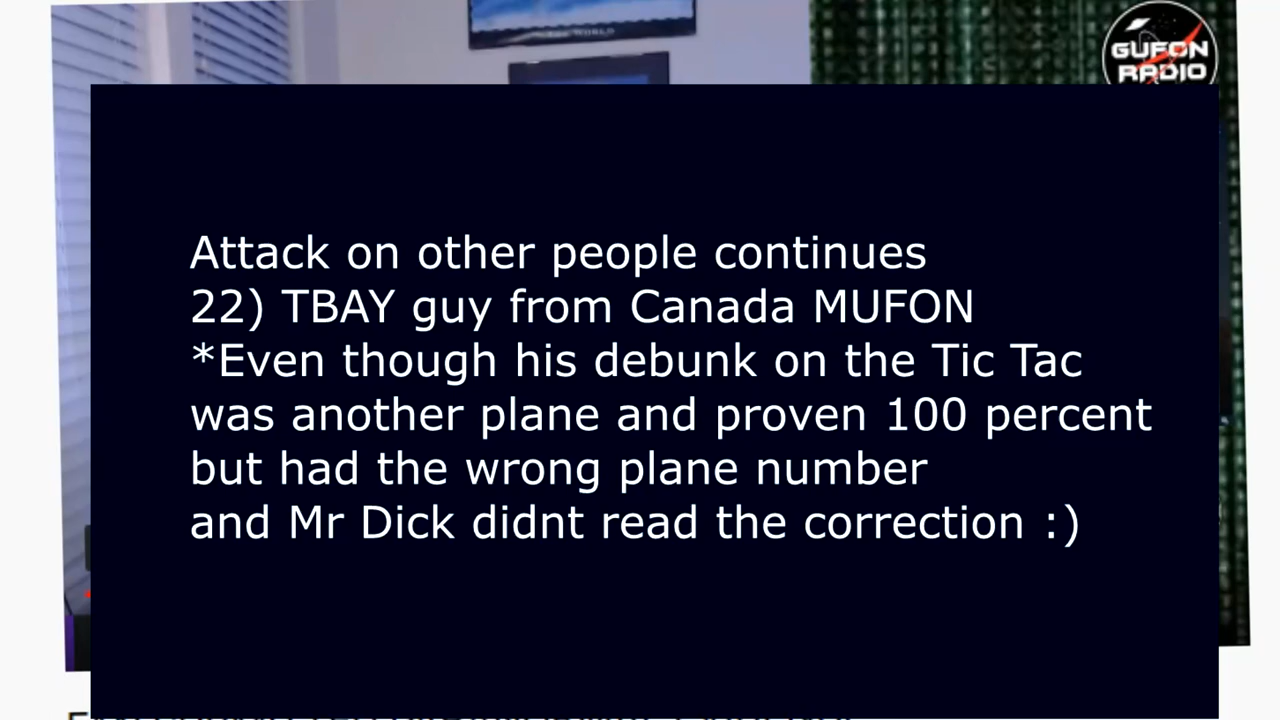 THE WORLD
GUFON
RADIO
Attack on other people continues
22) TBAY guy from Canada MUFON
*Even though his debunk on the Tic Tac
was another plane and proven 100 percent
but had the wrong plane number
and Mr Dick didnt read the correction :)